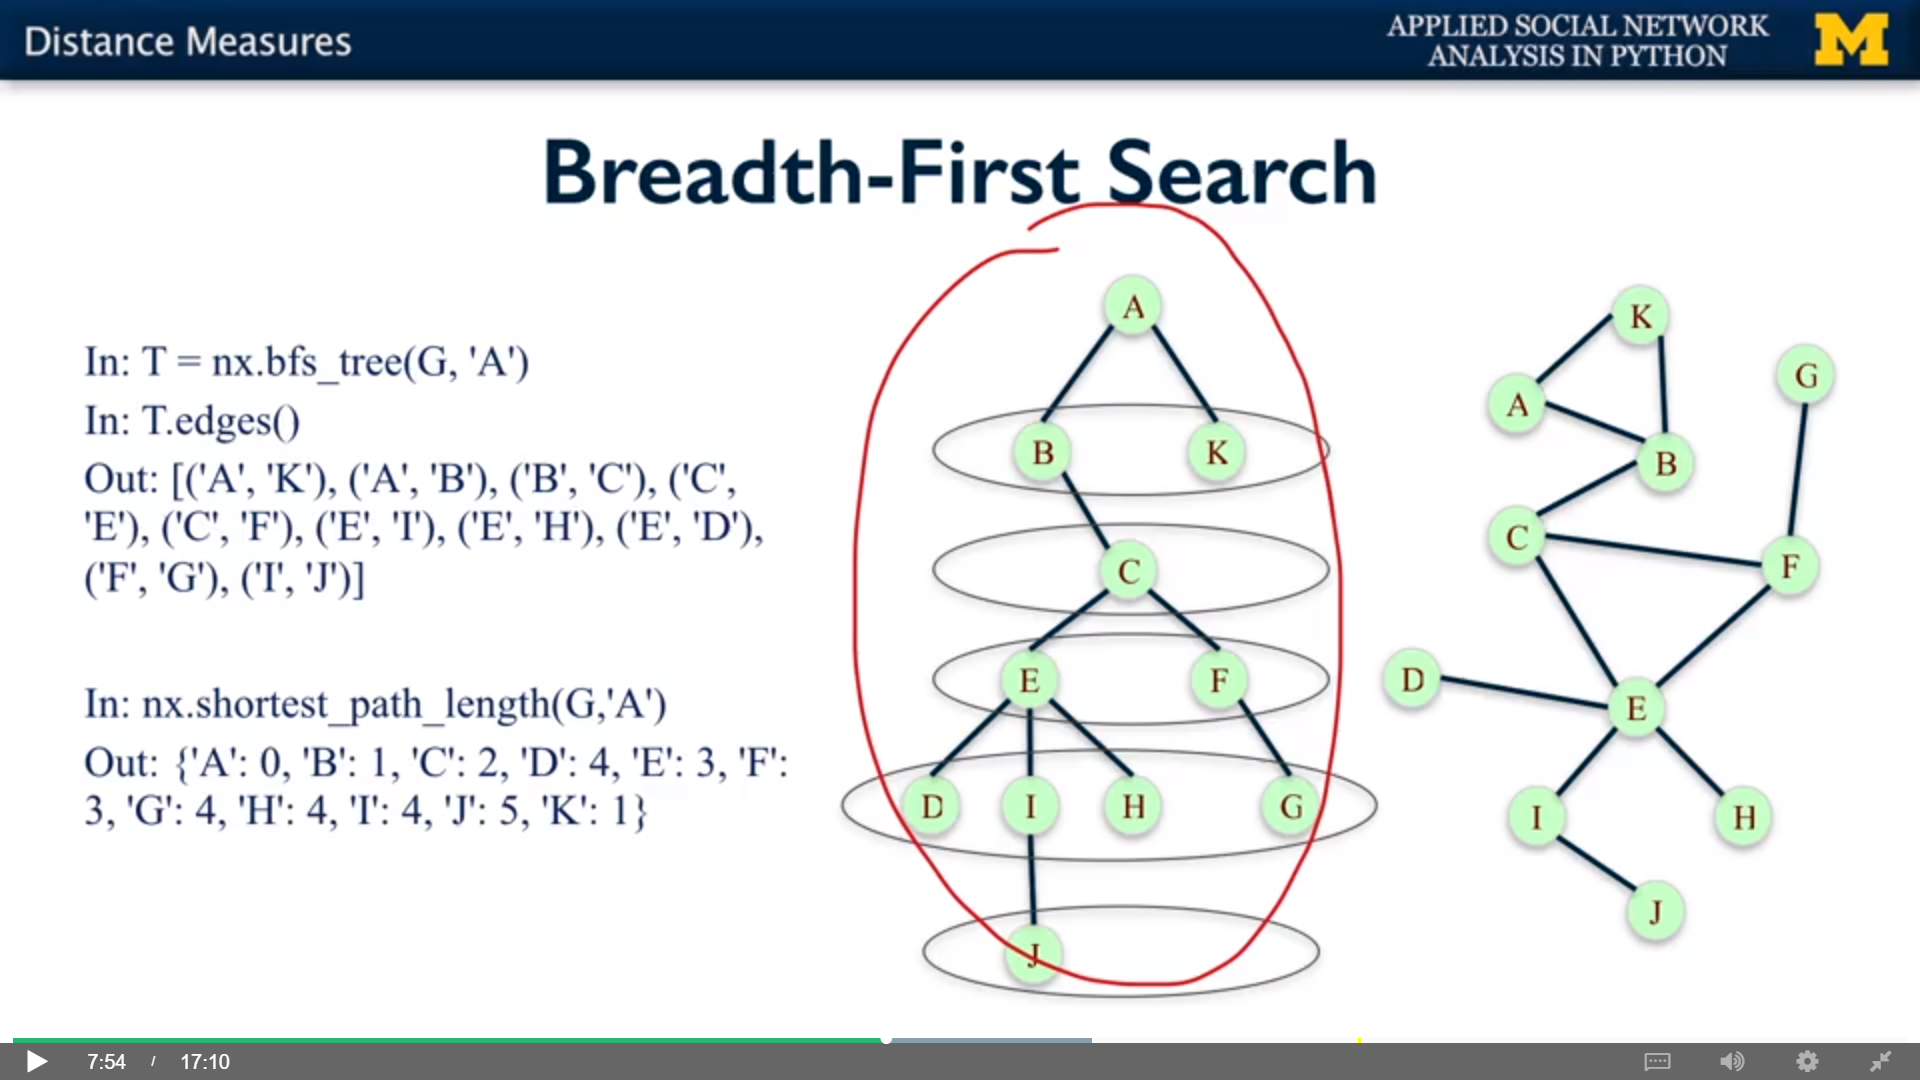 Distance Measures
APPLIED SOCIAL NETWORK
ANALYSIS IN PYTHON
M
Breadth-First Search
In: T = nx.bfs_tree(G, 'A')
In: T.edges()
Out: [('A', 'K'), ('A', 'B'), ('B', 'C'), ('C',
'E'), ('C', 'F'), ('E', 'I'), ('E', 'H'), ('E', 'D'),
('F', 'G'), ('I', 'J')]
In: nx.shortest_path_length(G,'A')
Out: {'A': 0, 'B': 1, 'C': 2, 'D': 4, 'E': 3, 'F':
3, 'G': 4, 'H': 4, 'I': 4, 'J': 5, 'K': 1}
A
B K
C
E F
D I H G
J
K
G
A
B
C
F
D
E
I H
J
7:54 / 17:10